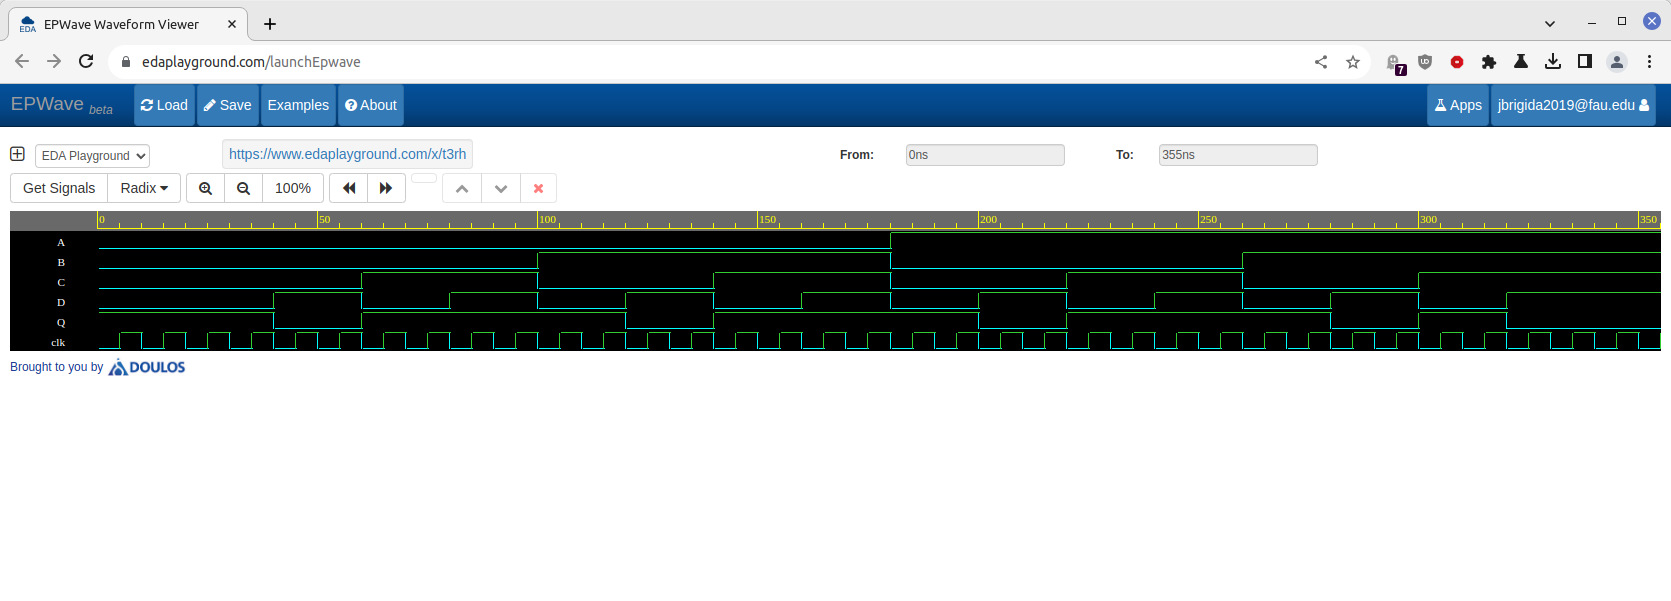 EPWave Waveform Viewer
edaplayground.com/launchEpwave
7
EPWave beta Load Save Examples About Apps jbrigida2019@fau.edu
EDA Playground https://www.edaplayground.com/x/t3rh From: 0ns To: 355ns
Get Signals Radix 100%
0 50 100 150 200 250 300 350
A
B
C
D
Q
clk
Brought to you by DOULOS